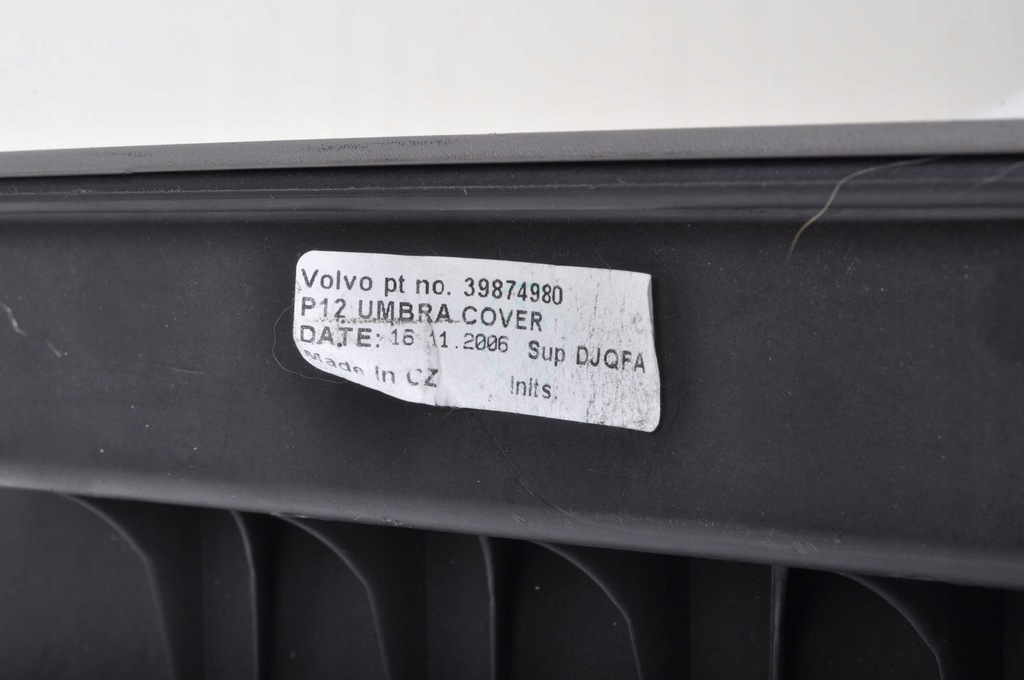 Volvo pt no. 39874980
P12 UMBRA COVER
DATE: 16 11.2006 Sup DJQFA
Made in CZ Inits.